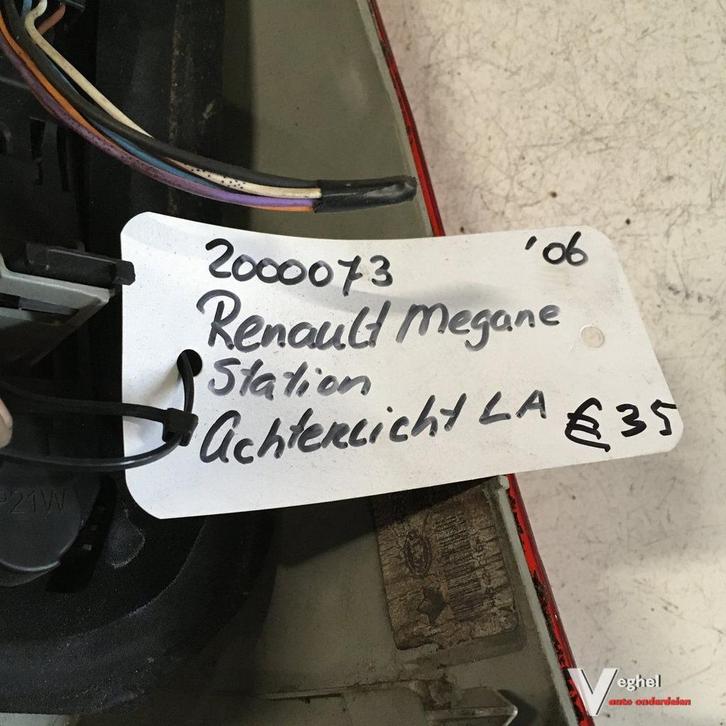 2000073 '06
Renault Megane
Station
Achterlicht LA €35
P21W
Veghel
auto onderdelen